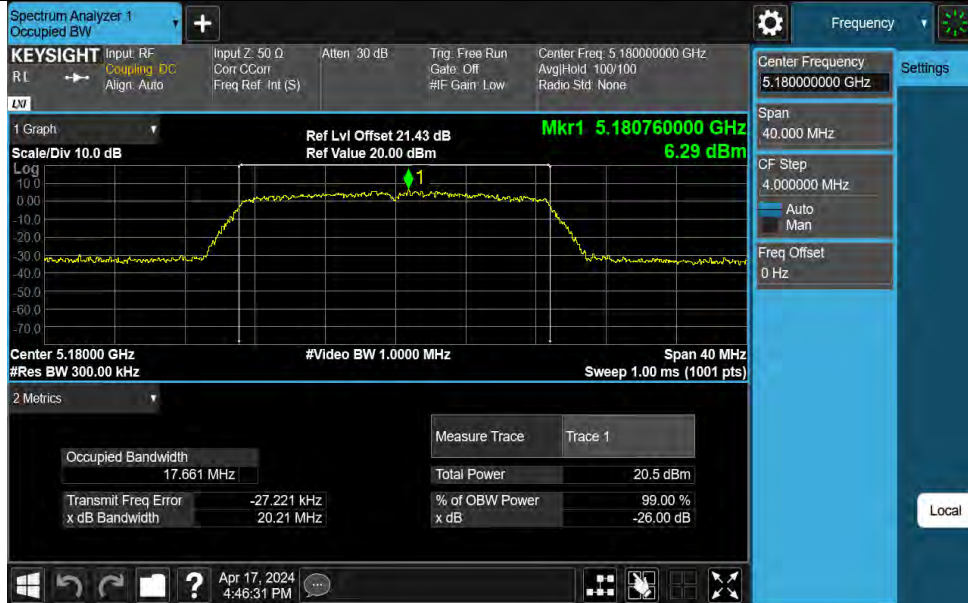 Spectrum Analyzer 1
Occupied BW
Frequency
KEYSIGHT
RL
LXI
Input: RF
Coupling: DC
Align: Auto
Input Z: 50 Ω
Corr CCorr
Freq Ref: Int (S)
Atten: 30 dB
Trig: Free Run
Gate: Off
#IF Gain: Low
Center Freq: 5.180000000 GHz
Avg|Hold: 100/100
Radio Std: None
Center Frequency
5.180000000 GHz
Settings
Span
40.000 MHz
CF Step
4.000000 MHz
Auto
Man
Freq Offset
0 Hz
Local
1 Graph
Scale/Div 10.0 dB
Ref Lvl Offset 21.43 dB
Ref Value 20.00 dBm
Mkr1 5.180760000 GHz
6.29 dBm
Log
1
10.0
0.00
-10.0
-20.0
-30.0
-40.0
-50.0
-60.0
-70.0
Center 5.18000 GHz
#Video BW 1.0000 MHz
Span 40 MHz
#Res BW 300.00 kHz
Sweep 1.00 ms (1001 pts)
2 Metrics
Measure Trace Trace 1
Occupied Bandwidth
17.661 MHz
Total Power 20.5 dBm
Transmit Freq Error -27.221 kHz
% of OBW Power 99.00 %
x dB Bandwidth 20.21 MHz
x dB -26.00 dB
?
Apr 17, 2024
4:46:31 PM